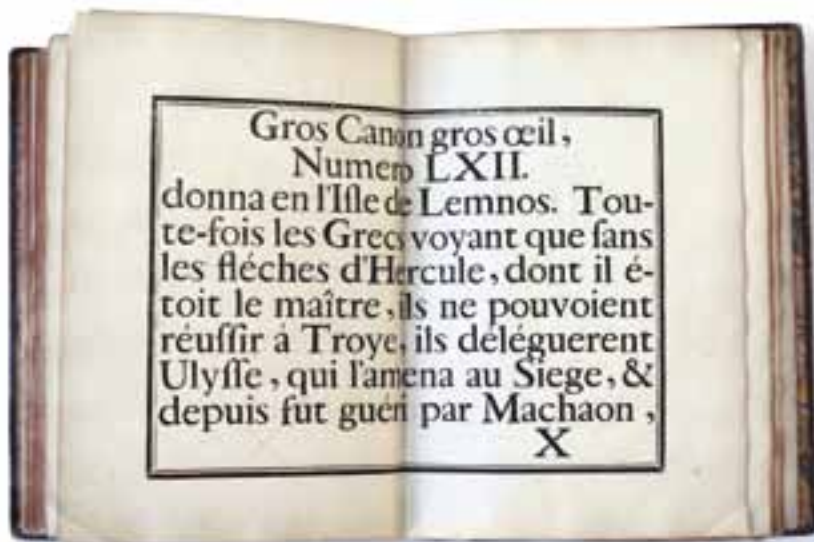 Gros Canon gros œil,
Numero LXII.
donna en l'Iſle de Lemnos. Tou-
te-fois les Grecs voyant que ſans
les fléches d'Hercule, dont il é-
toit le maître, ils ne pouvoient
réuſſir à Troye, ils déléguerent
Ulyſſe, qui l'amena au Siege, &
depuis fut guéri par Machaon,
X